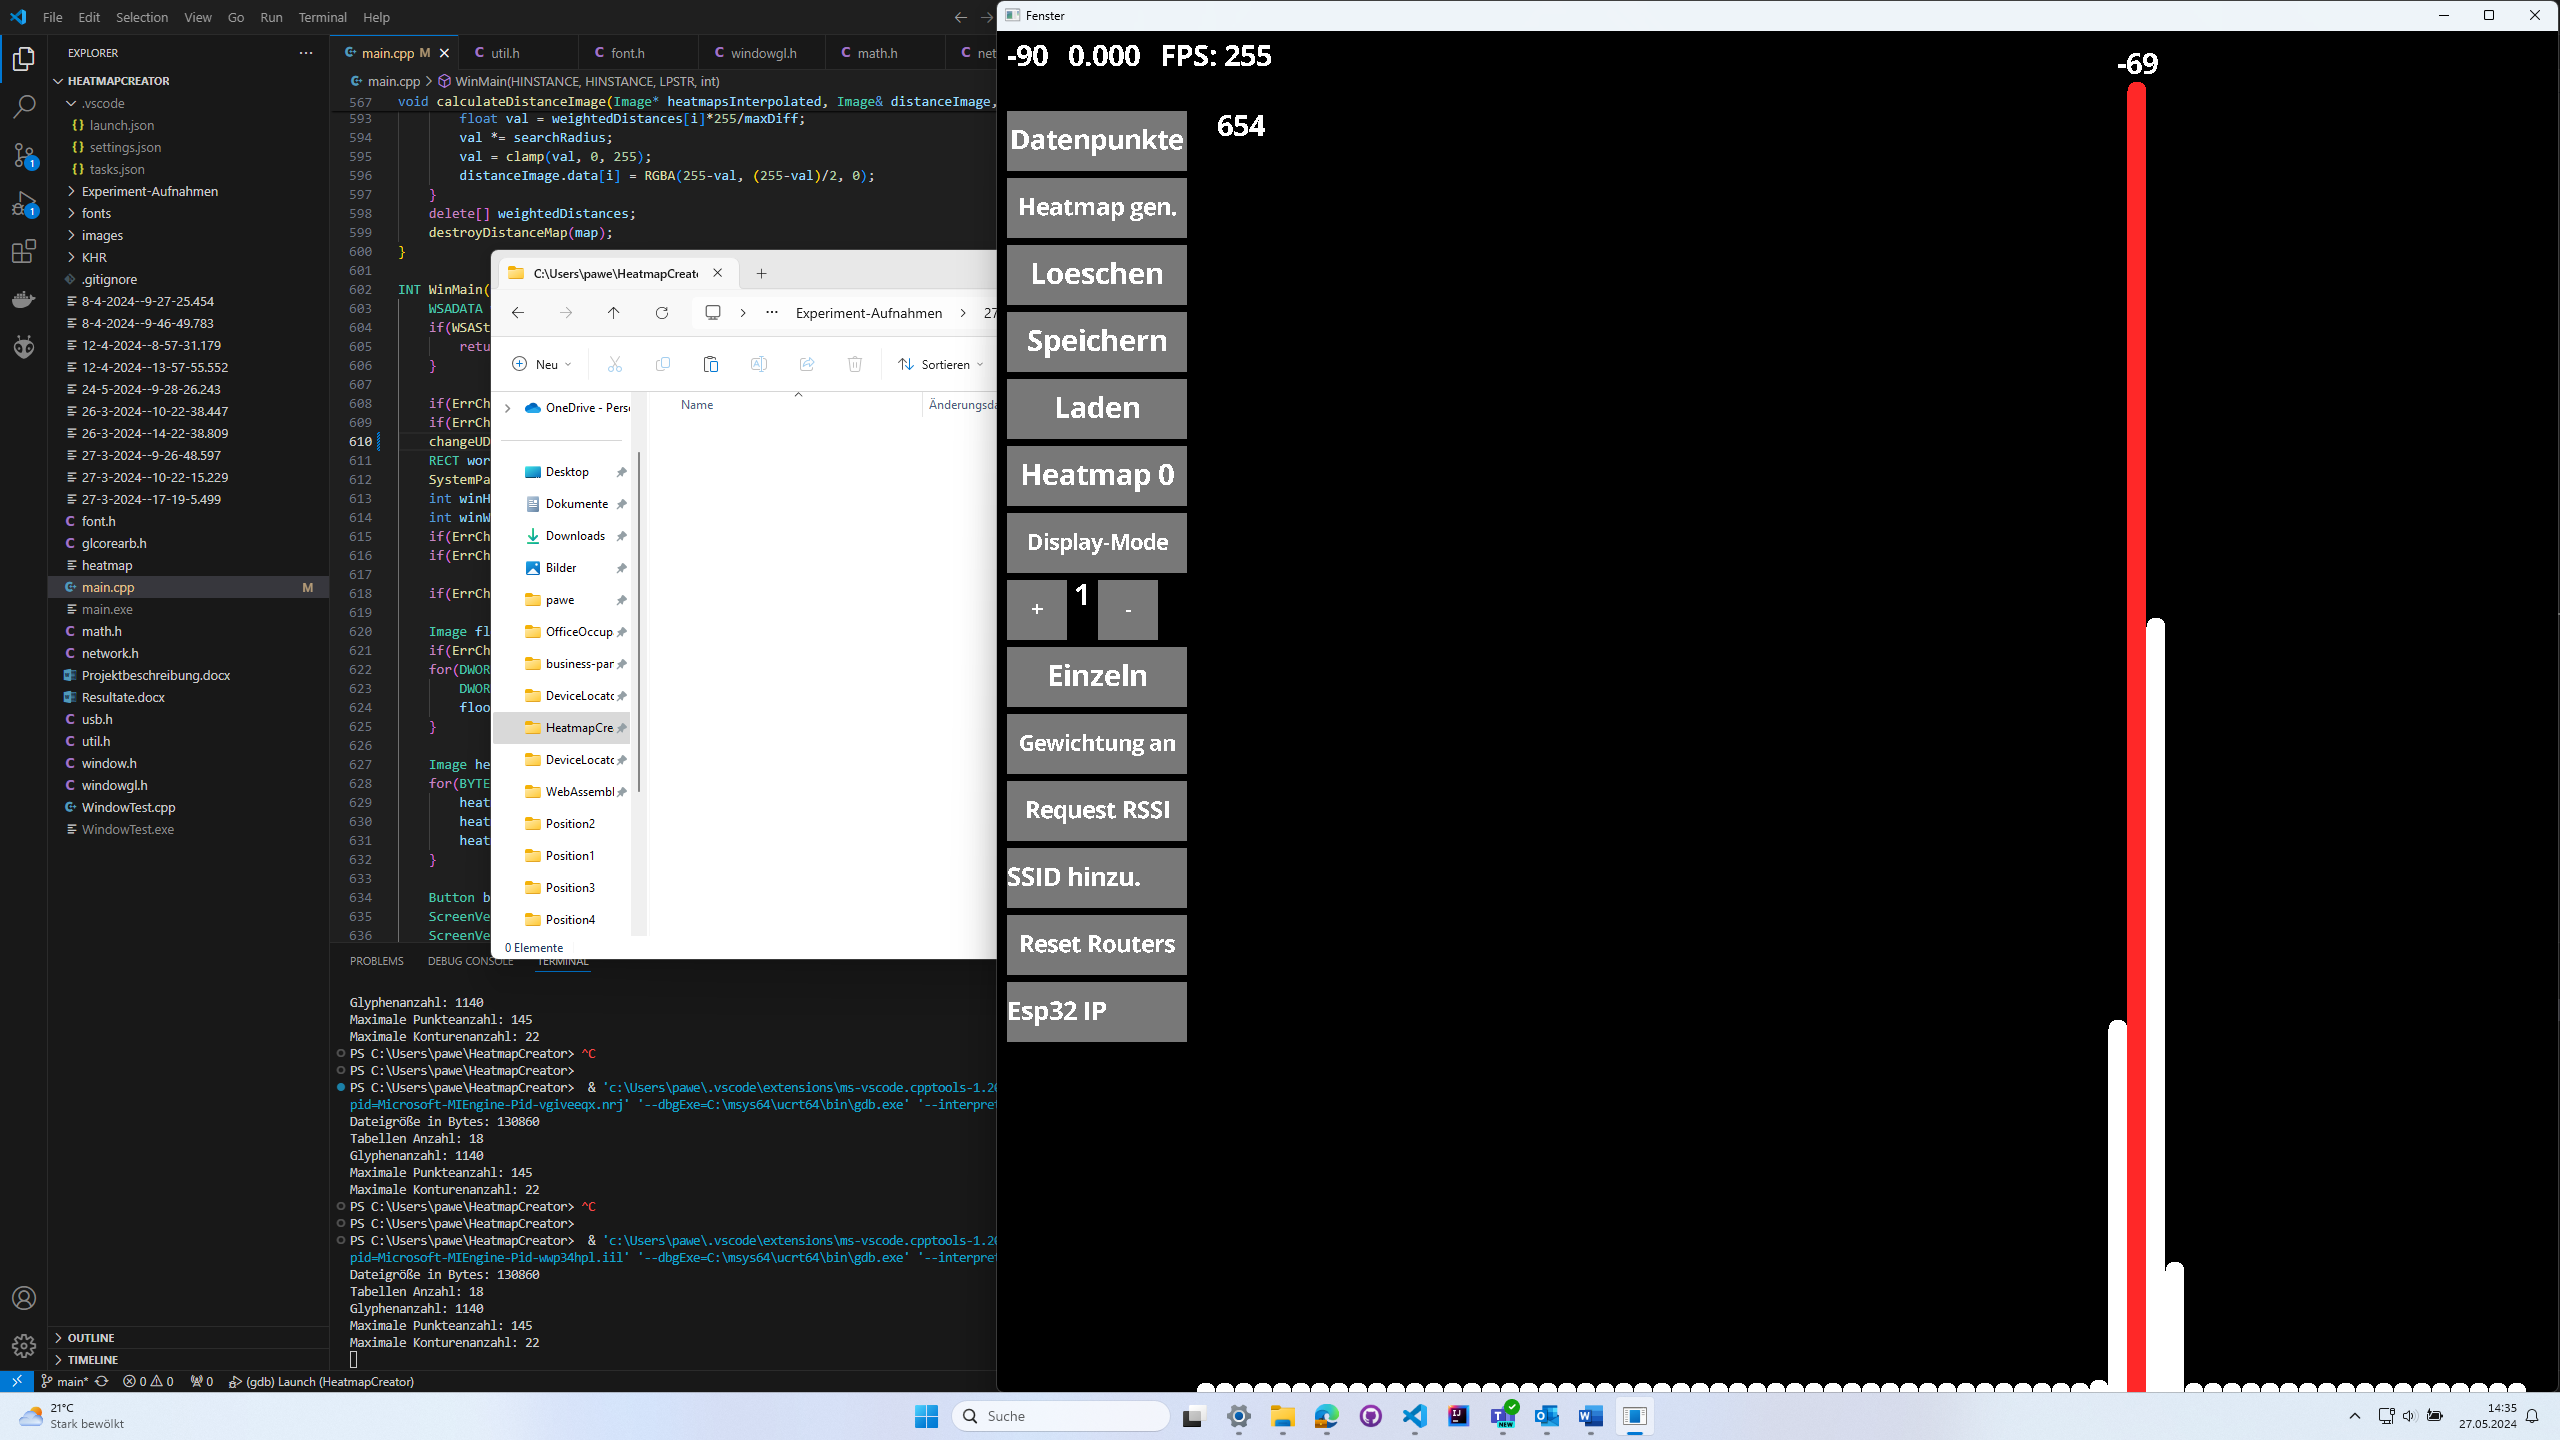 File Edit Selection View Go Run Terminal Help
EXPLORER
HEATMAPCREATOR
.vscode
launch.json
settings.json
tasks.json
Experiment-Aufnahmen
fonts
images
KHR
.gitignore
8-4-2024--9-27-25.454
8-4-2024--9-46-49.783
12-4-2024--8-57-31.179
12-4-2024--13-57-55.552
24-5-2024--9-28-26.243
26-3-2024--10-22-38.447
26-3-2024--14-22-38.809
27-3-2024--9-26-48.597
27-3-2024--10-22-15.229
27-3-2024--17-19-5.499
font.h
glcorearb.h
heatmap
main.cpp M
main.exe
math.h
network.h
Projektbeschreibung.docx
Resultate.docx
usb.h
util.h
window.h
windowgl.h
WindowTest.cpp
WindowTest.exe
OUTLINE
TIMELINE
main.cpp M util.h font.h windowgl.h math.h net
main.cpp > WinMain(HINSTANCE, HINSTANCE, LPSTR, int)
567 void calculateDistanceImage(Image* heatmapsInterpolated, Image& distanceImage,
593 float val = weightedDistances[i]*255/maxDiff;
594 val *= searchRadius;
595 val = clamp(val, 0, 255);
596 distanceImage.data[i] = RGBA(255-val, (255-val)/2, 0);
597 }
598 delete[] weightedDistances;
599 destroyDistanceMap(map);
600 }
601
602 INT WinMain(
603 WSADATA
604 if(WSASt
605 retu
606 }
607
608 if(ErrCh
609 if(ErrCh
610 changeUD
611 RECT wor
612 SystemPa
613 int winH
614 int winW
615 if(ErrCh
616 if(ErrCh
617
618 if(ErrCh
619
620 Image fl
621 if(ErrCh
622 for(DWOR
623 DWOR
624 floo
625 }
626
627 Image he
628 for(BYTE
629 heat
630 heat
631 heat
632 }
633
634 Button b
635 ScreenVe
636 ScreenVe
C:\Users\pawe\HeatmapCreato
Experiment-Aufnahmen > 27
Neu
Sortieren
OneDrive - Perso
Desktop
Dokumente
Downloads
Bilder
pawe
OfficeOccup
business-par
DeviceLocato
HeatmapCre
DeviceLocato
WebAssembl
Position2
Position1
Position3
Position4
Name Änderungsda
0 Elemente
PROBLEMS DEBUG CONSOLE TERMINAL
Glyphenanzahl: 1140
Maximale Punkteanzahl: 145
Maximale Konturenanzahl: 22
PS C:\Users\pawe\HeatmapCreator> ^C
PS C:\Users\pawe\HeatmapCreator>
PS C:\Users\pawe\HeatmapCreator> & 'c:\Users\pawe\.vscode\extensions\ms-vscode.cpptools-1.20
pid=Microsoft-MIEngine-Pid-vgiveeqx.nrj' '--dbgExe=C:\msys64\ucrt64\bin\gdb.exe' '--interpret
Dateigröße in Bytes: 130860
Tabellen Anzahl: 18
Glyphenanzahl: 1140
Maximale Punkteanzahl: 145
Maximale Konturenanzahl: 22
PS C:\Users\pawe\HeatmapCreator> ^C
PS C:\Users\pawe\HeatmapCreator>
PS C:\Users\pawe\HeatmapCreator> & 'c:\Users\pawe\.vscode\extensions\ms-vscode.cpptools-1.20
pid=Microsoft-MIEngine-Pid-wwp34hpl.iil' '--dbgExe=C:\msys64\ucrt64\bin\gdb.exe' '--interpret
Dateigröße in Bytes: 130860
Tabellen Anzahl: 18
Glyphenanzahl: 1140
Maximale Punkteanzahl: 145
Maximale Konturenanzahl: 22
main* 0 0 0 (gdb) Launch (HeatmapCreator)
Fenster
-90 0.000 FPS: 255
-69
654
Datenpunkte
Heatmap gen.
Loeschen
Speichern
Laden
Heatmap 0
Display-Mode
+ 1 -
Einzeln
Gewichtung an
Request RSSI
SSID hinzu.
Reset Routers
Esp32 IP
21°C
Stark bewölkt
Suche
NEW
14:35
27.05.2024